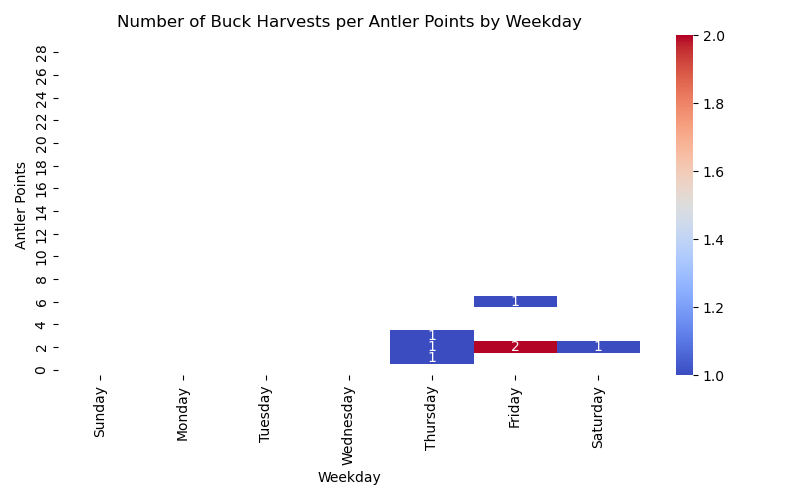 Number of Buck Harvests per Antler Points by Weekday
Antler Points
28
26
24
22
20
18
16
14
12
10
8
6
4
2
0
1
1
1 2 1
1
Sunday
Monday
Tuesday
Wednesday
Thursday
Friday
Saturday
Weekday
2.0
1.8
1.6
1.4
1.2
1.0